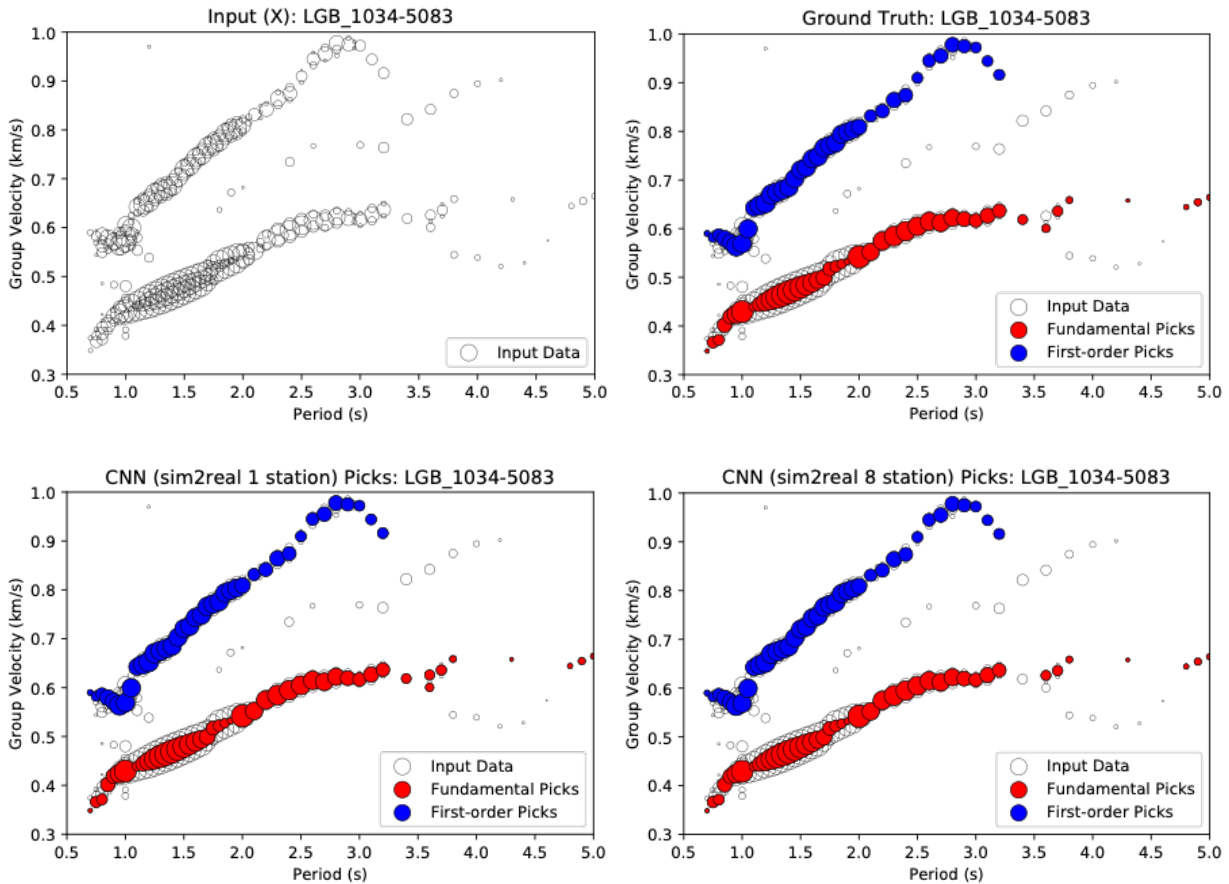 Input (X): LGB_1034-5083
Group Velocity (km/s)
1.0
0.9
0.8
0.7
0.6
0.5
0.4
0.3
Input Data
0.5 1.0 1.5 2.0 2.5 3.0 3.5 4.0 4.5 5.0
Period (s)
Ground Truth: LGB_1034-5083
Group Velocity (km/s)
1.0
0.9
0.8
0.7
0.6
0.5
0.4
0.3
Input Data
Fundamental Picks
First-order Picks
0.5 1.0 1.5 2.0 2.5 3.0 3.5 4.0 4.5 5.0
Period (s)
CNN (sim2real 1 station) Picks: LGB_1034-5083
Group Velocity (km/s)
1.0
0.9
0.8
0.7
0.6
0.5
0.4
0.3
Input Data
Fundamental Picks
First-order Picks
0.5 1.0 1.5 2.0 2.5 3.0 3.5 4.0 4.5 5.0
Period (s)
CNN (sim2real 8 station) Picks: LGB_1034-5083
Group Velocity (km/s)
1.0
0.9
0.8
0.7
0.6
0.5
0.4
0.3
Input Data
Fundamental Picks
First-order Picks
0.5 1.0 1.5 2.0 2.5 3.0 3.5 4.0 4.5 5.0
Period (s)